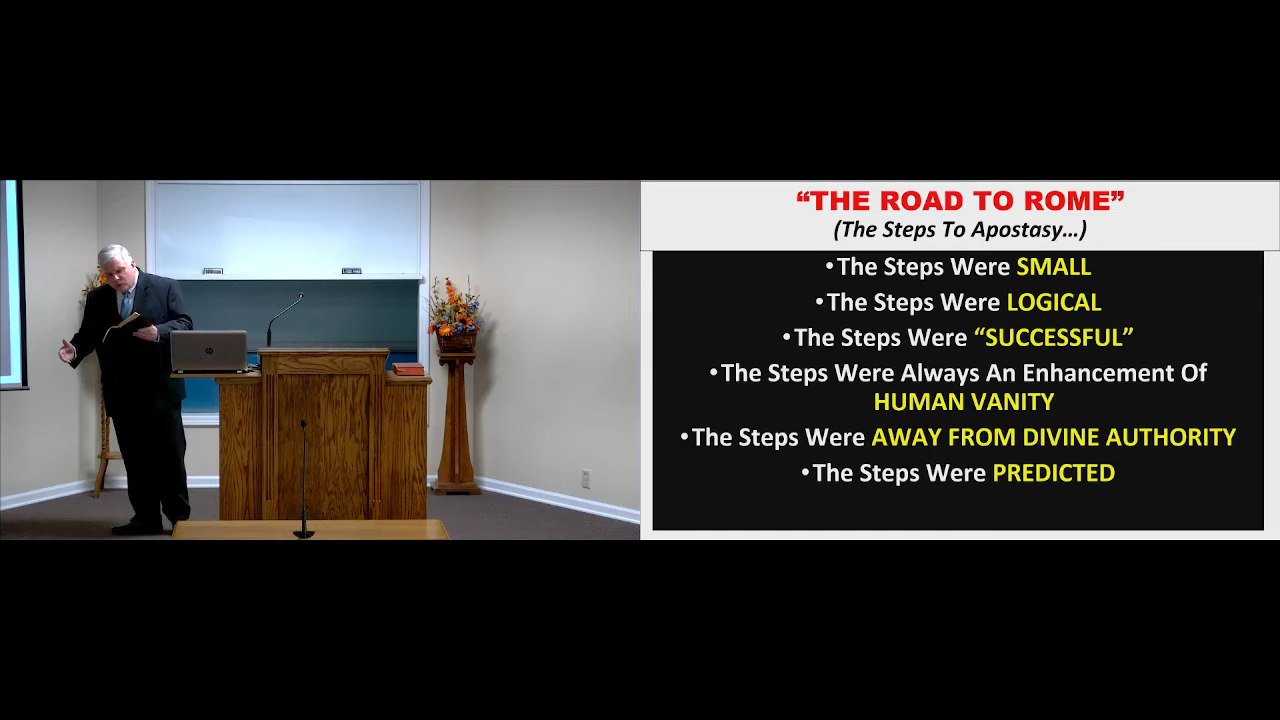 “THE ROAD TO ROME”
(The Steps To Apostasy...)
•The Steps Were SMALL
•The Steps Were LOGICAL
•The Steps Were “SUCCESSFUL”
•The Steps Were Always An Enhancement Of
HUMAN VANITY
•The Steps Were AWAY FROM DIVINE AUTHORITY
•The Steps Were PREDICTED